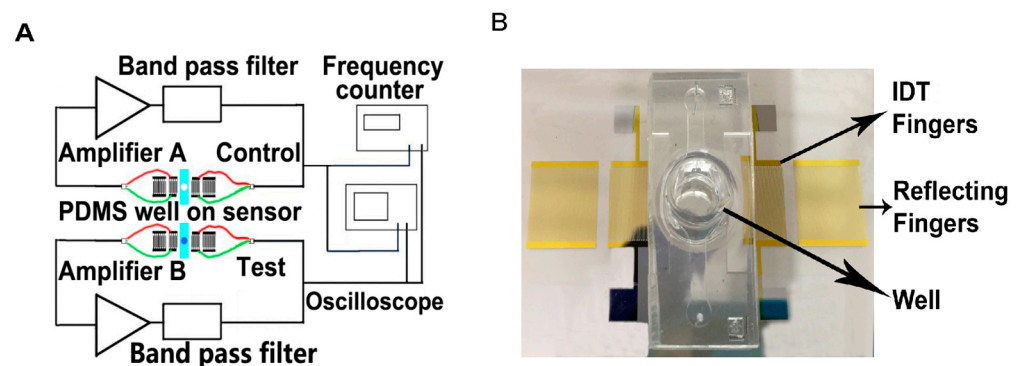 A
Band pass filter
Frequency
counter
Amplifier A
Control
PDMS well on sensor
Amplifier B
Test
Oscilloscope
Band pass filter
B
IDT
Fingers
Reflecting
Fingers
Well